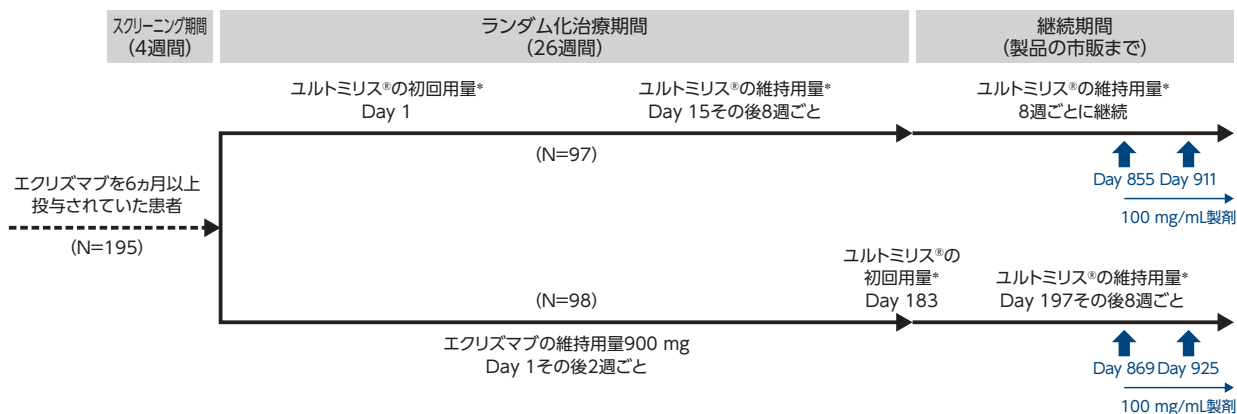 スクリーニング期間
(4週間)
ランダム化治療期間
(26週間)
継続期間
(製品の市販まで)
ユルトミリス®の初回用量*
Day 1
ユルトミリス®の維持用量*
Day 15その後8週ごと
ユルトミリス®の維持用量*
8週ごとに継続
(N=97)
Day 855
Day 911
100 mg/mL製剤
エクリズマブを6ヵ月以上
投与されていた患者
(N=195)
ユルトミリス®の
初回用量*
Day 183
ユルトミリス®の維持用量*
Day 197その後8週ごと
(N=98)
エクリズマブの維持用量900 mg
Day 1その後2週ごと
Day 869
Day 925
100 mg/mL製剤